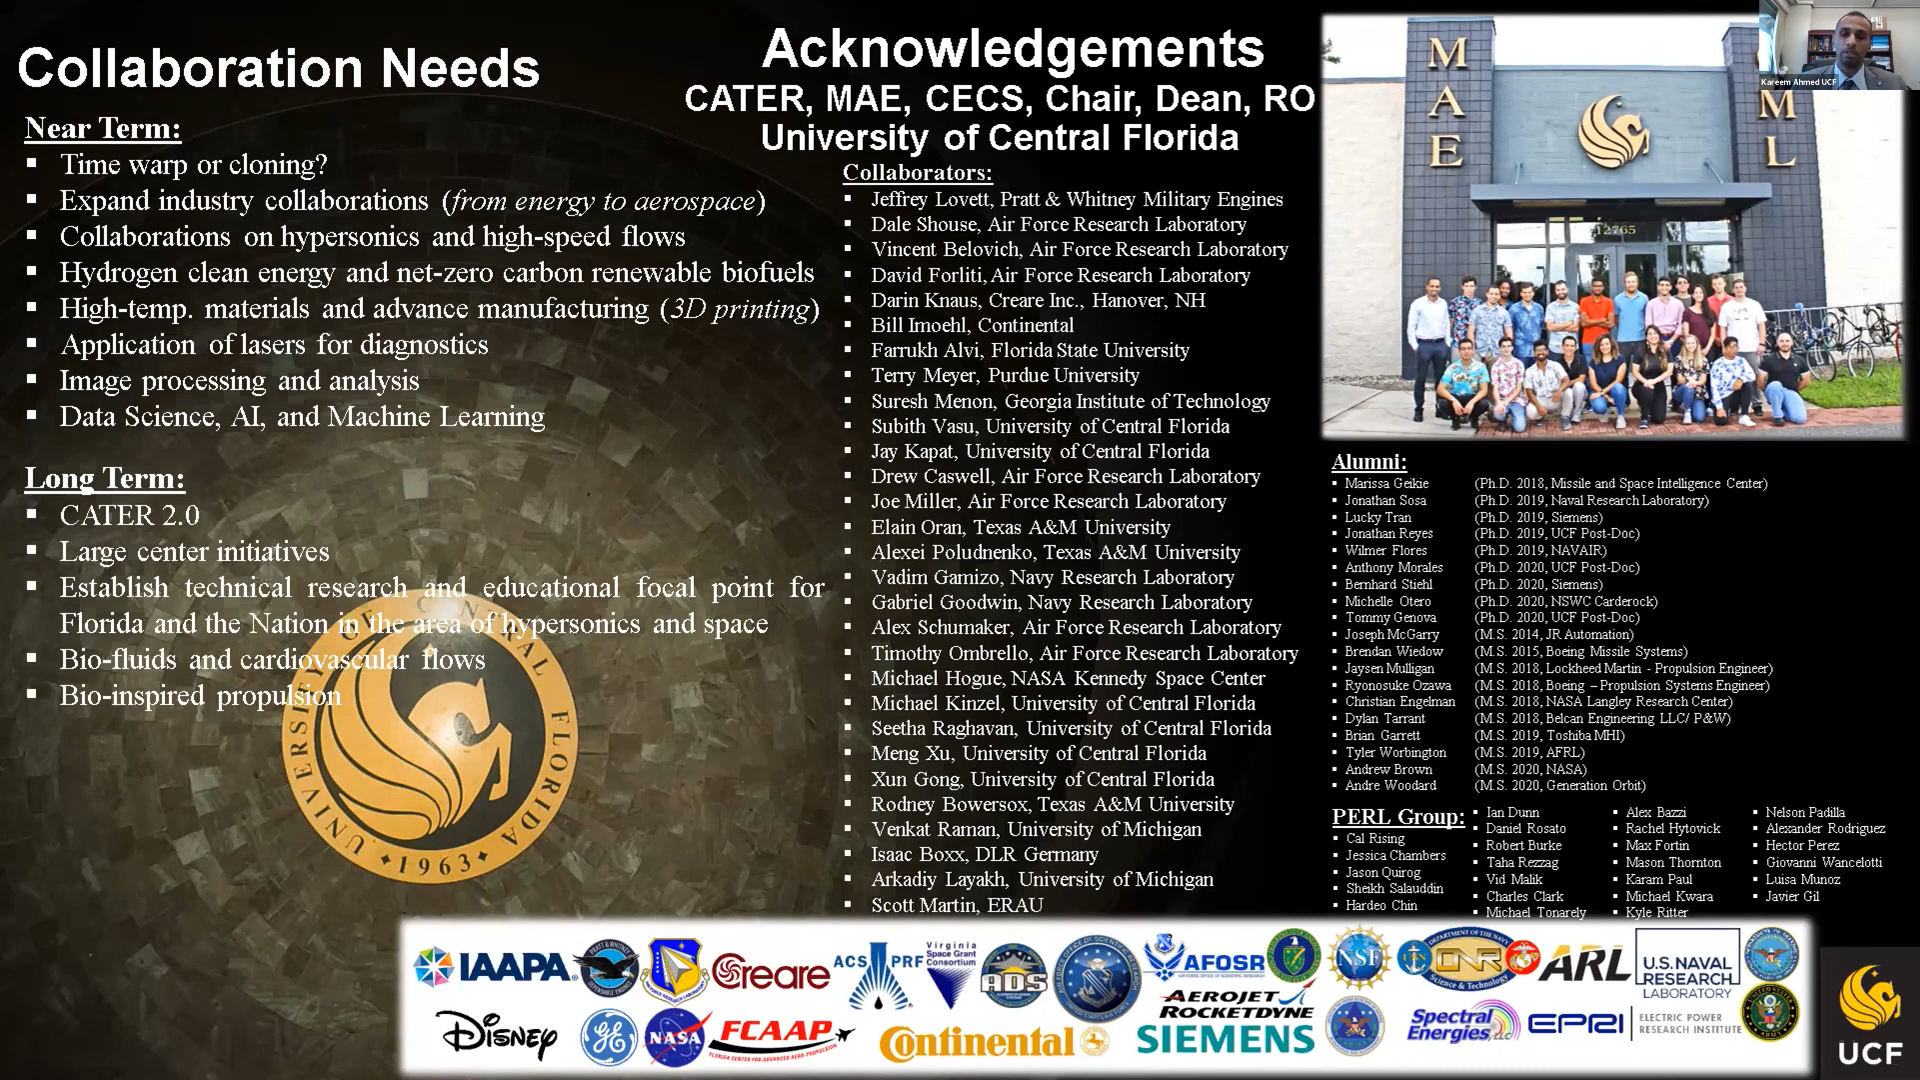 Collaboration Needs
Near Term:
▪ Time warp or cloning?
▪ Expand industry collaborations (from energy to aerospace)
▪ Collaborations on hypersonics and high-speed flows
▪ Hydrogen clean energy and net-zero carbon renewable biofuels
▪ High-temp. materials and advance manufacturing (3D printing)
▪ Application of lasers for diagnostics
▪ Image processing and analysis
▪ Data Science, AI, and Machine Learning
Long Term:
▪ CATER 2.0
▪ Large center initiatives
▪ Establish technical research and educational focal point for
Florida and the Nation in the area of hypersonics and space
▪ Bio-fluids and cardiovascular flows
▪ Bio-inspired propulsion
UNIVERSITY OF CENTRAL FLORIDA
1963
Acknowledgements
CATER, MAE, CECS, Chair, Dean, RO
University of Central Florida
Collaborators:
▪ Jeffrey Lovett, Pratt & Whitney Military Engines
▪ Dale Shouse, Air Force Research Laboratory
▪ Vincent Belovich, Air Force Research Laboratory
▪ David Forliti, Air Force Research Laboratory
▪ Darin Knaus, Creare Inc., Hanover, NH
▪ Bill Imoehl, Continental
▪ Farrukh Alvi, Florida State University
▪ Terry Meyer, Purdue University
▪ Suresh Menon, Georgia Institute of Technology
▪ Subith Vasu, University of Central Florida
▪ Jay Kapat, University of Central Florida
▪ Drew Caswell, Air Force Research Laboratory
▪ Joe Miller, Air Force Research Laboratory
▪ Elain Oran, Texas A&M University
▪ Alexei Poludnenko, Texas A&M University
▪ Vadim Gamizo, Navy Research Laboratory
▪ Gabriel Goodwin, Navy Research Laboratory
▪ Alex Schumaker, Air Force Research Laboratory
▪ Timothy Ombrello, Air Force Research Laboratory
▪ Michael Hogue, NASA Kennedy Space Center
▪ Michael Kinzel, University of Central Florida
▪ Seetha Raghavan, University of Central Florida
▪ Meng Xu, University of Central Florida
▪ Xun Gong, University of Central Florida
▪ Rodney Bowersox, Texas A&M University
▪ Venkat Raman, University of Michigan
▪ Isaac Boxx, DLR Germany
▪ Arkadiy Layakh, University of Michigan
▪ Scott Martin, ERAU
MAE
ML
12765
Kareem Ahmed UCF
Alumni:
▪ Marissa Geikie (Ph.D. 2018, Missile and Space Intelligence Center)
▪ Jonathan Sosa (Ph.D. 2019, Naval Research Laboratory)
▪ Lucky Tran (Ph.D. 2019, Siemens)
▪ Jonathan Reyes (Ph.D. 2019, UCF Post-Doc)
▪ Wilmer Flores (Ph.D. 2019, NAVAIR)
▪ Anthony Morales (Ph.D. 2020, UCF Post-Doc)
▪ Bernhard Stiehl (Ph.D. 2020, Siemens)
▪ Michelle Otero (Ph.D. 2020, NSWC Carderock)
▪ Tommy Genova (Ph.D. 2020, UCF Post-Doc)
▪ Joseph McGarry (M.S. 2014, JR Automation)
▪ Brendan Wiedow (M.S. 2015, Boeing Missile Systems)
▪ Jaysen Mulligan (M.S. 2018, Lockheed Martin - Propulsion Engineer)
▪ Ryonosuke Ozawa (M.S. 2018, Boeing – Propulsion Systems Engineer)
▪ Christian Engelman (M.S. 2018, NASA Langley Research Center)
▪ Dylan Tarrant (M.S. 2018, Belcan Engineering LLC/ P&W)
▪ Brian Garrett (M.S. 2019, Toshiba MHI)
▪ Tyler Worbington (M.S. 2019, AFRL)
▪ Andrew Brown (M.S. 2020, NASA)
▪ Andre Woodard (M.S. 2020, Generation Orbit)
PERL Group:
▪ Cal Rising
▪ Jessica Chambers
▪ Jason Quirog
▪ Sheikh Salauddin
▪ Hardeo Chin
▪ Ian Dunn
▪ Daniel Rosato
▪ Robert Burke
▪ Taha Rezzag
▪ Vid Malik
▪ Charles Clark
▪ Michael Tonarely
▪ Alex Bazzi
▪ Rachel Hytovick
▪ Max Fortin
▪ Mason Thornton
▪ Karam Paul
▪ Michael Kwara
▪ Kyle Ritter
▪ Nelson Padilla
▪ Alexander Rodriguez
▪ Hector Perez
▪ Giovanni Wancelotti
▪ Luisa Munoz
▪ Javier Gil
IAAPA
Creare
ACS PRF
Virginia
Space Grant
Consortium
ADS
AFOSR
NSF
ONR
Science & Technology
ARL
U.S. NAVAL
RESEARCH
LABORATORY
Disney
GE
NASA
FCAAP
FLORIDA CENTER FOR ADVANCED AERO-PROPULSION
Continental
AEROJET
ROCKETDYNE
SIEMENS
Spectral
Energies, LLC
EPRI
ELECTRIC POWER
RESEARCH INSTITUTE
UCF